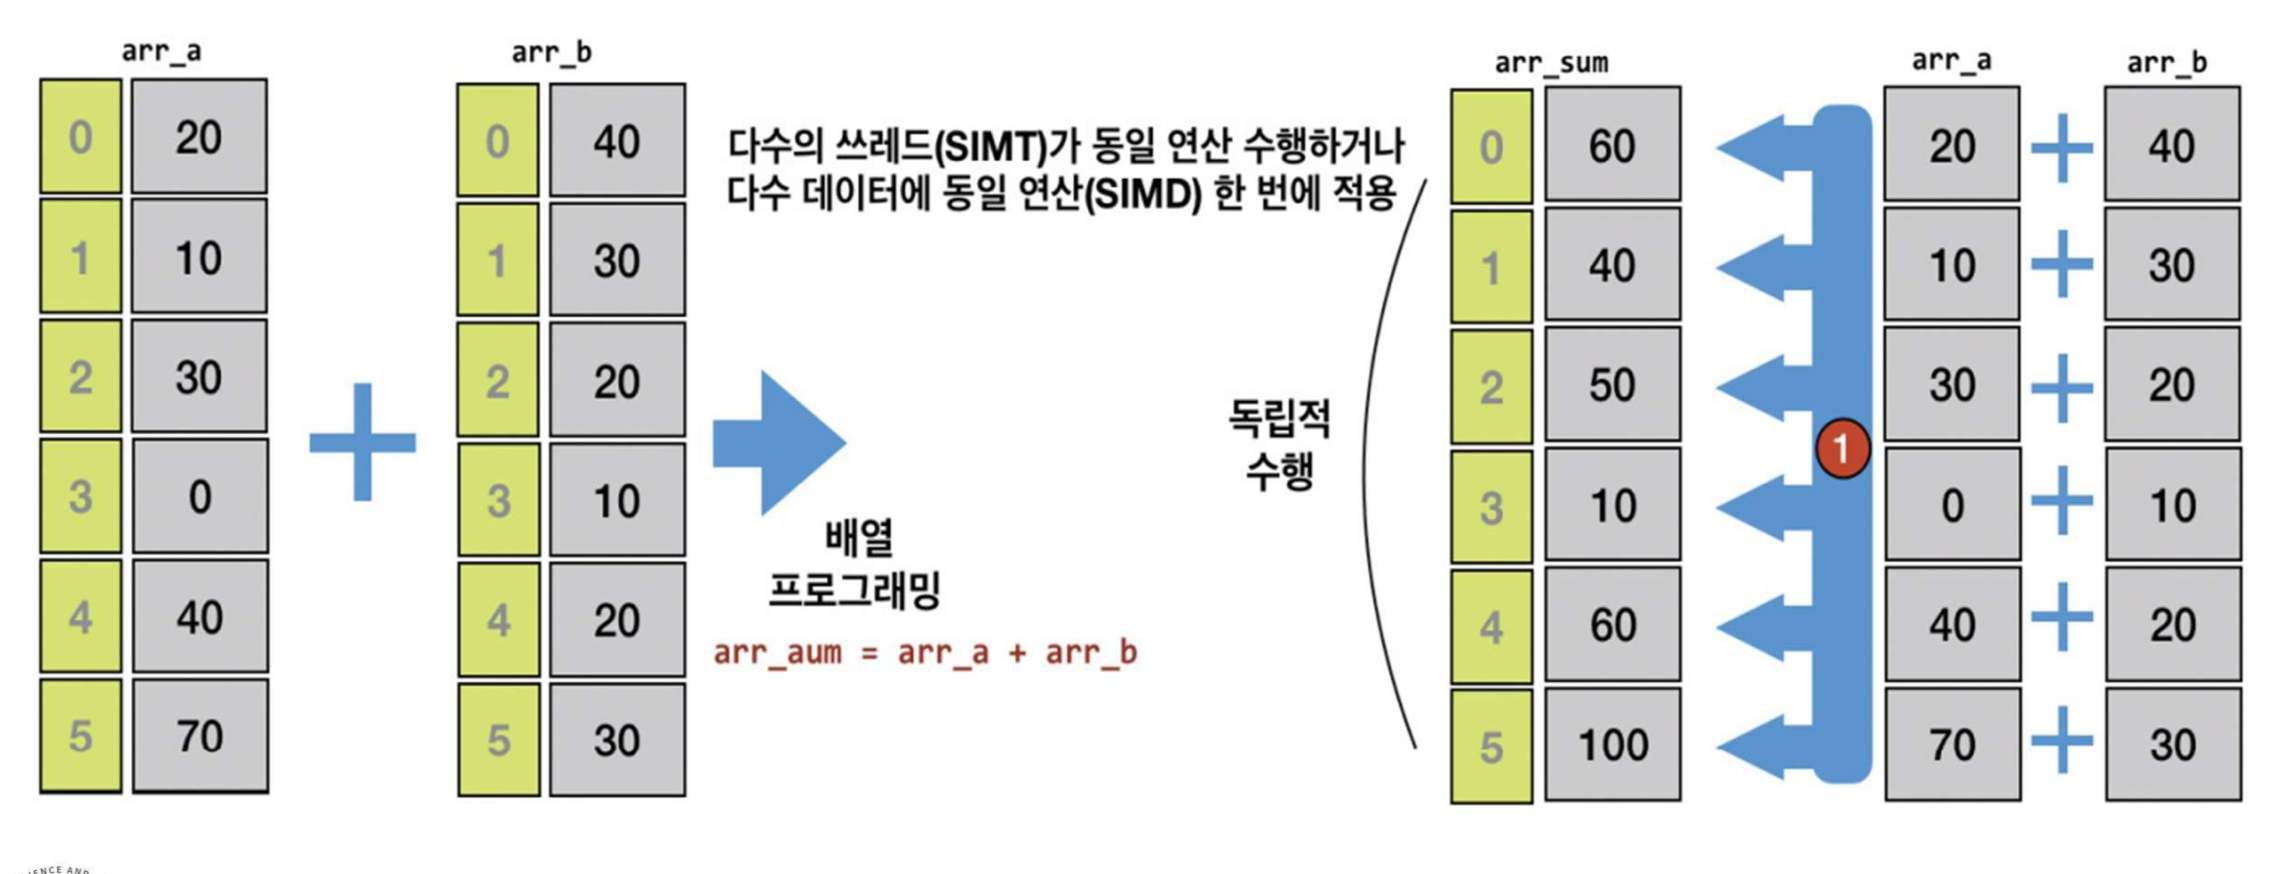 arr_a
0 20
1 10
2 30
3 0
4 40
5 70
arr_b
0 40
1 30
2 20
3 10
4 20
5 30
다수의 쓰레드(SIMT)가 동일 연산 수행하거나
다수 데이터에 동일 연산(SIMD) 한 번에 적용
배열
프로그래밍
arr_aum = arr_a + arr_b
독립적
수행
arr_sum
0 60
1 40
2 50
3 10
4 60
5 100
1
arr_a
20
10
30
0
40
70
arr_b
40
30
20
10
20
30
AND